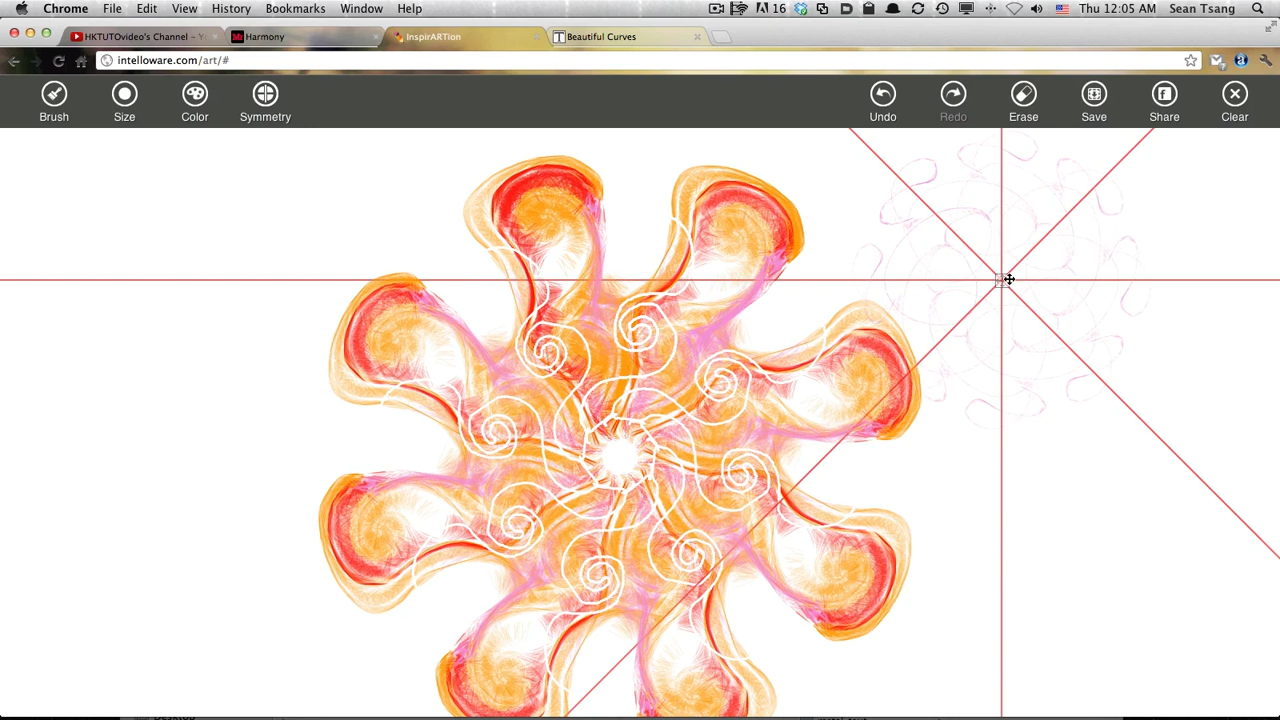 Chrome File Edit View History Bookmarks Window Help 16 Thu 12:05 AM Sean Tsang
HKTUTOvideo's Channel – Harmony InspirARTion Beautiful Curves
intelloware.com/art/#
Brush Size Color Symmetry Undo Redo Erase Save Share Clear